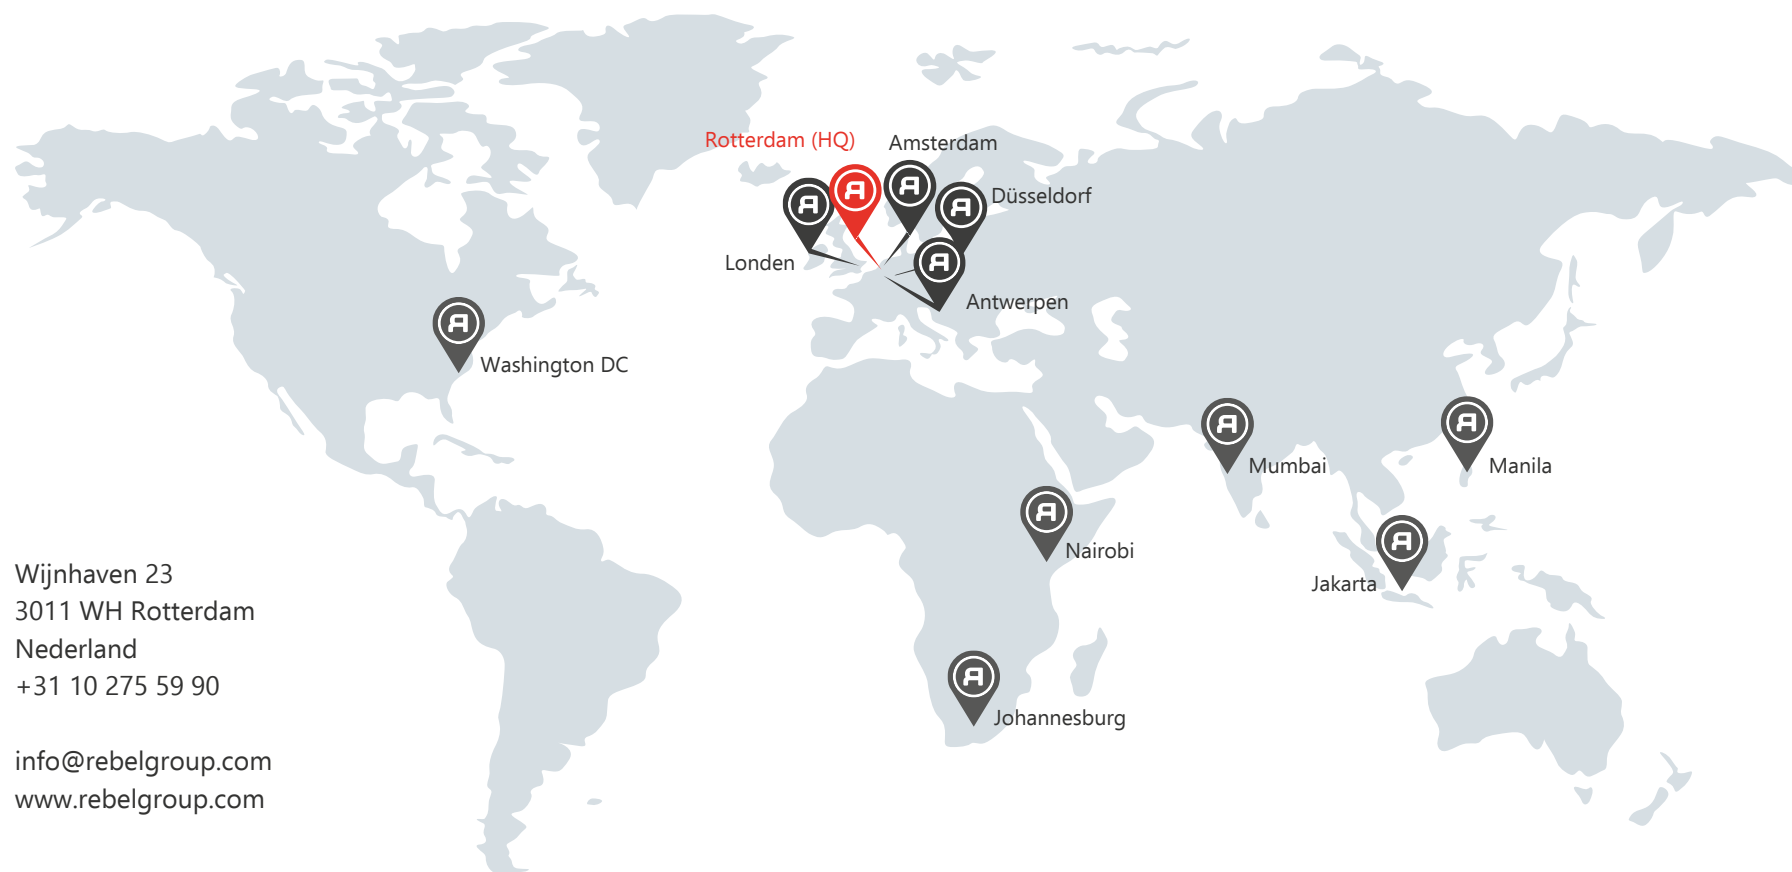 Rotterdam (HQ)
Amsterdam
Düsseldorf
Londen
Antwerpen
Washington DC
Mumbai
Manila
Nairobi
Jakarta
Johannesburg
Wijnhaven 23
3011 WH Rotterdam
Nederland
+31 10 275 59 90
info@rebelgroup.com
www.rebelgroup.com